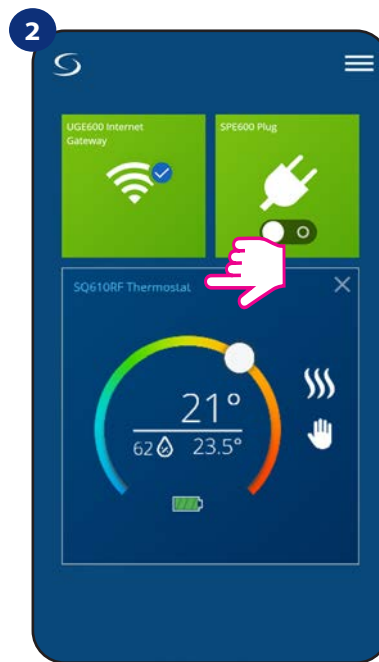 2
UGE600 Internet
Gateway
SPE600 Plug
SQ610RF Thermostat
21°
62 % 23.5°